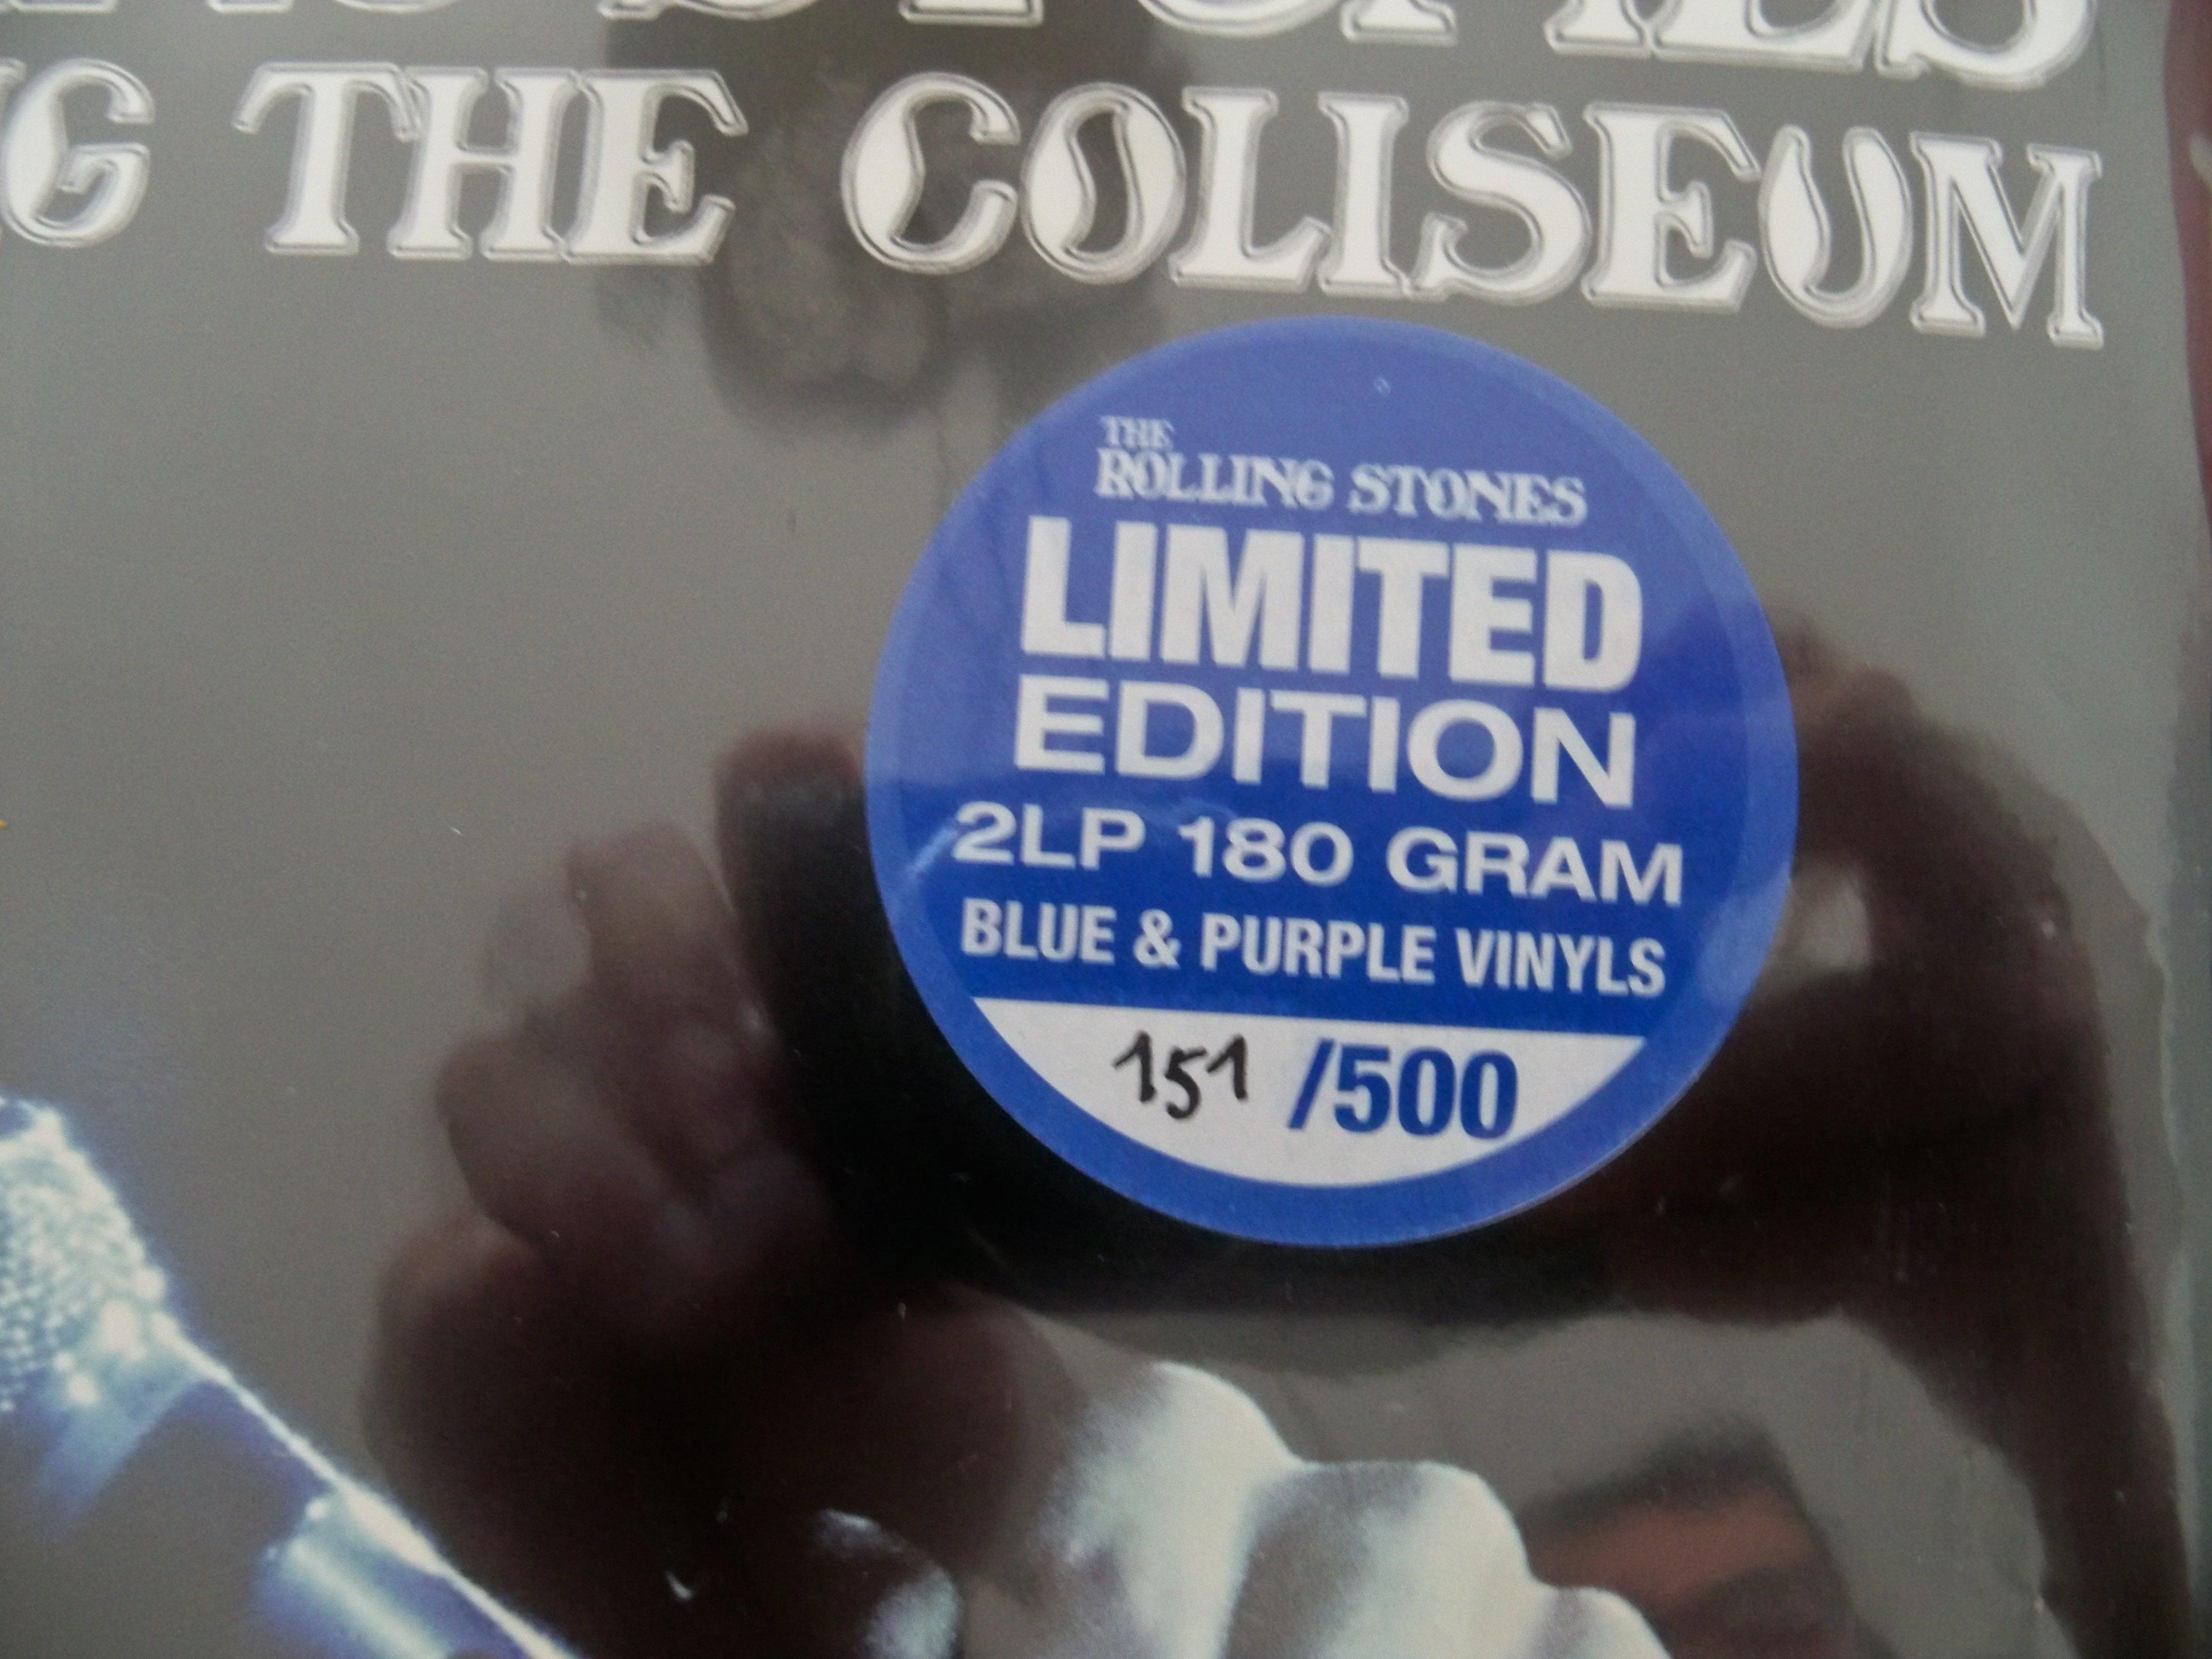 G THE COLISEUM
THE
ROLLING STONES
LIMITED
EDITION
2LP 180 GRAM
BLUE & PURPLE VINYLS
151 /500